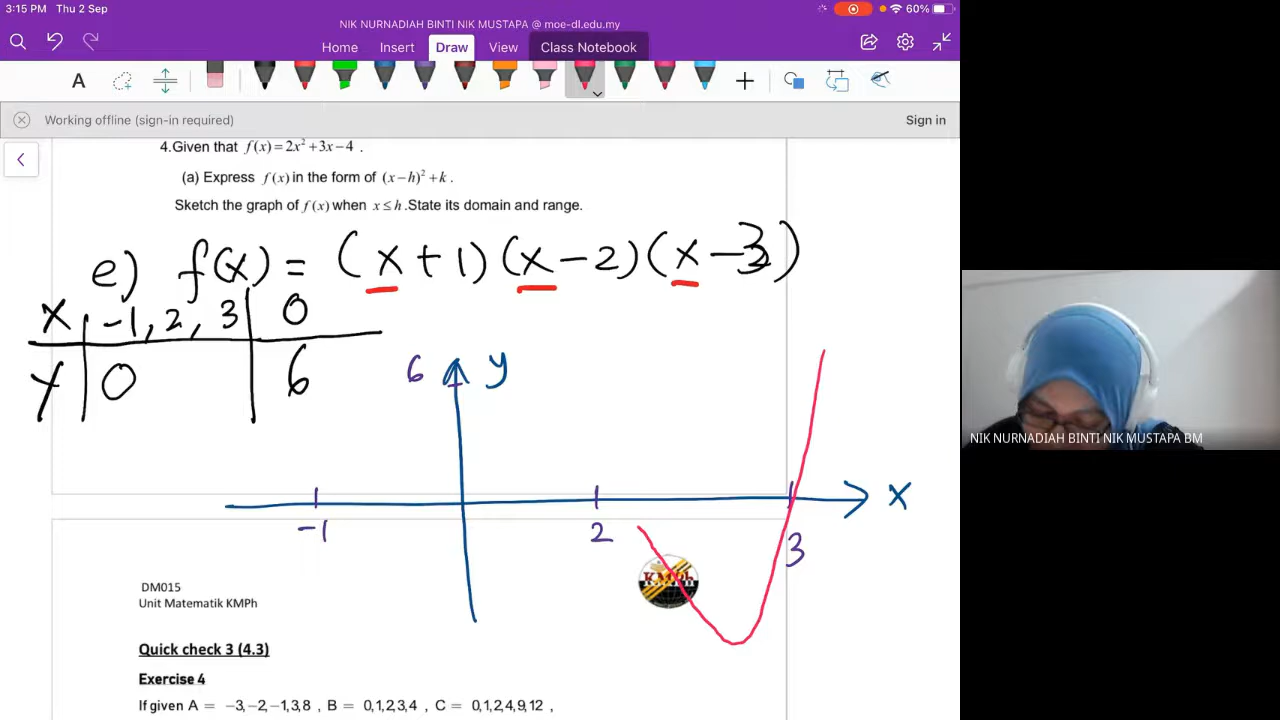 3:15 PM Thu 2 Sep
60%
NIK NURNADIAH BINTI NIK MUSTAPA @ moe-dl.edu.my
Home Insert Draw View Class Notebook
A
Working offline (sign-in required) Sign in
4.Given that f(x)=2x²+3x−4 .
(a) Express f(x) in the form of (x−h)²+k .
Sketch the graph of f(x) when x≤h .State its domain and range.
e) f(x) = (x+1)(x−2)(x−3)
x -1, 2, 3 0
y 0 6
6 y
x
-1 2 3
KMPh
DM015
Unit Matematik KMPh
Quick check 3 (4.3)
Exercise 4
If given A = −3,−2,−1,3,8 , B = 0,1,2,3,4 , C = 0,1,2,4,9,12 ,
NIK NURNADIAH BINTI NIK MUSTAPA BM